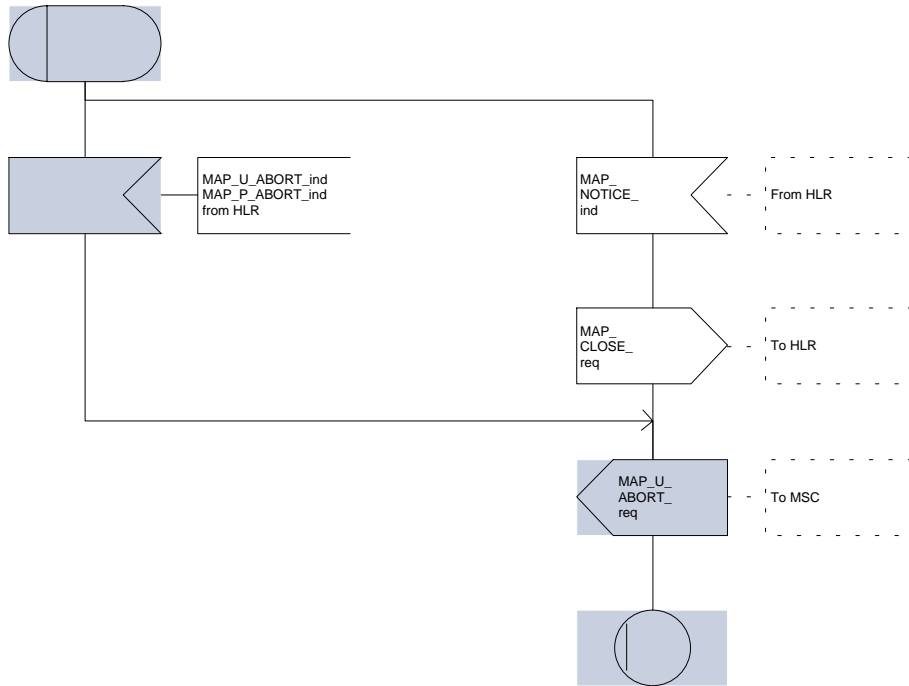 MAP_U_ABORT_ind
MAP_P_ABORT_ind
from HLR
MAP_
NOTICE_
ind
From HLR
MAP_
CLOSE_
req
To HLR
MAP_U_
ABORT_
req
To MSC